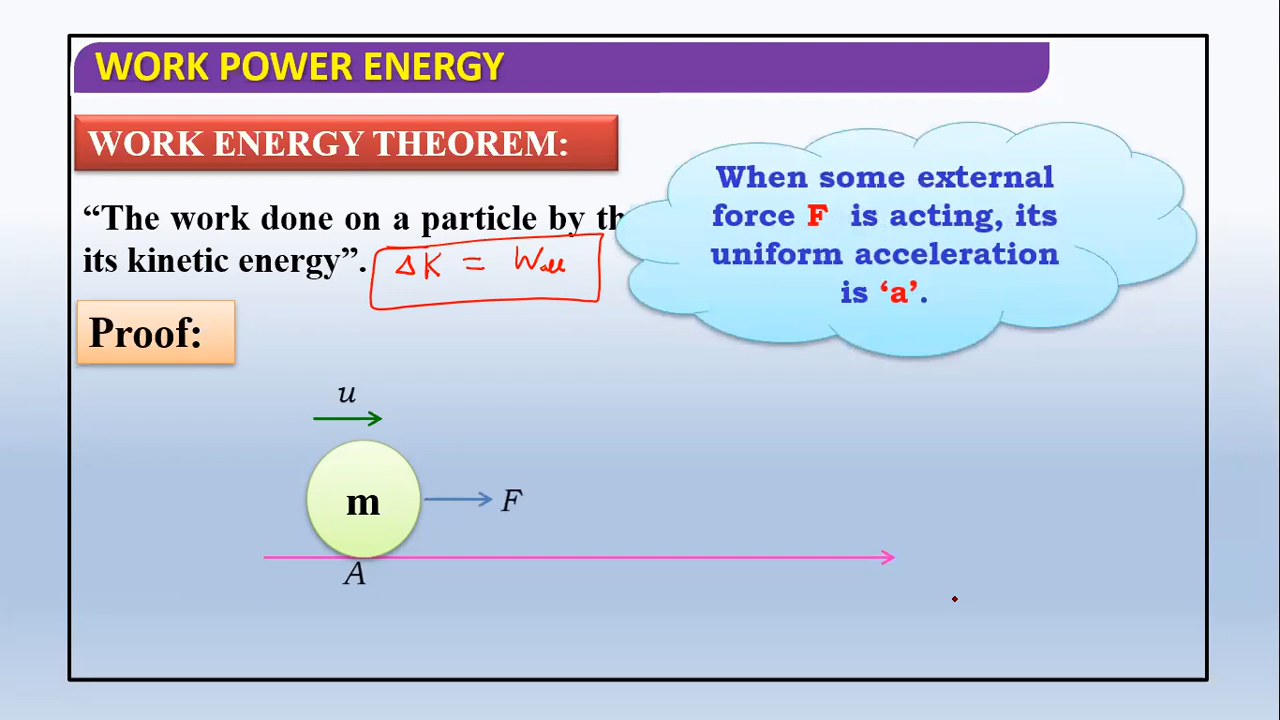 WORK POWER ENERGY
WORK ENERGY THEOREM:
“The work done on a particle by
its kinetic energy”.
ΔK = Wall
When some external
force F is acting, its
uniform acceleration
is ‘a’.
Proof:
u
m
F
A